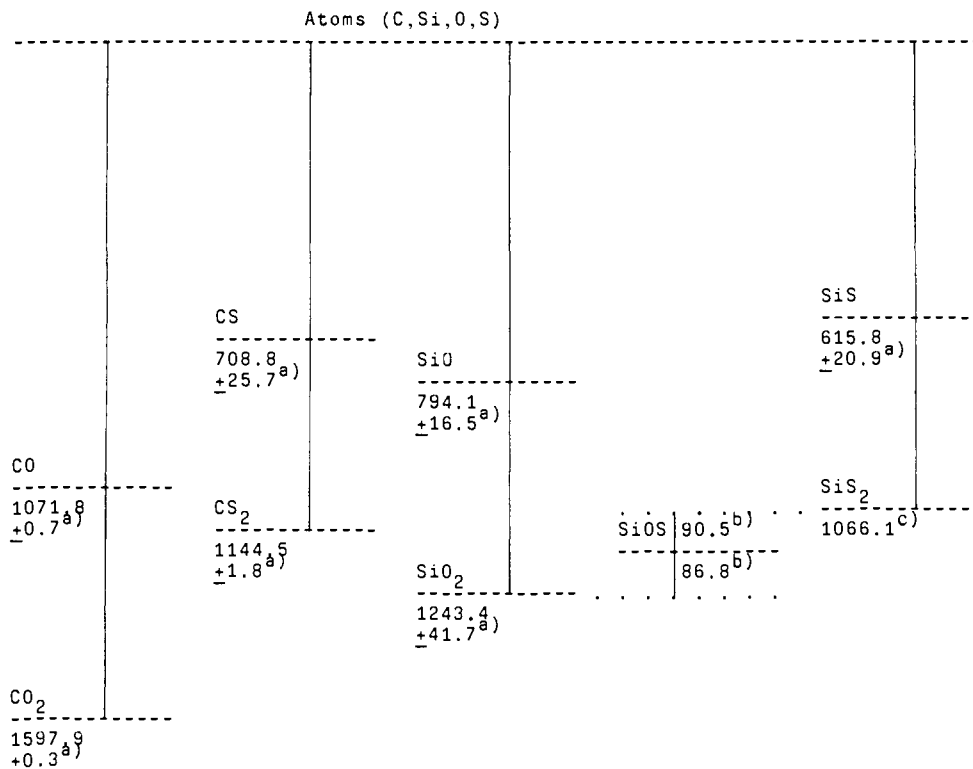 Atoms (C,Si,O,S)
CS
708.8
±25.7a)
SiS
615.8
±20.9a)
SiO
794.1
±16.5a)
CO
1071,8
±0.7a)
CS2
1144,5
±1.8a)
SiS2
1066.1c)
SiOS 90.5b)
86.8b)
SiO2
1243.4
±41.7a)
CO2
1597,9
+0.3a)